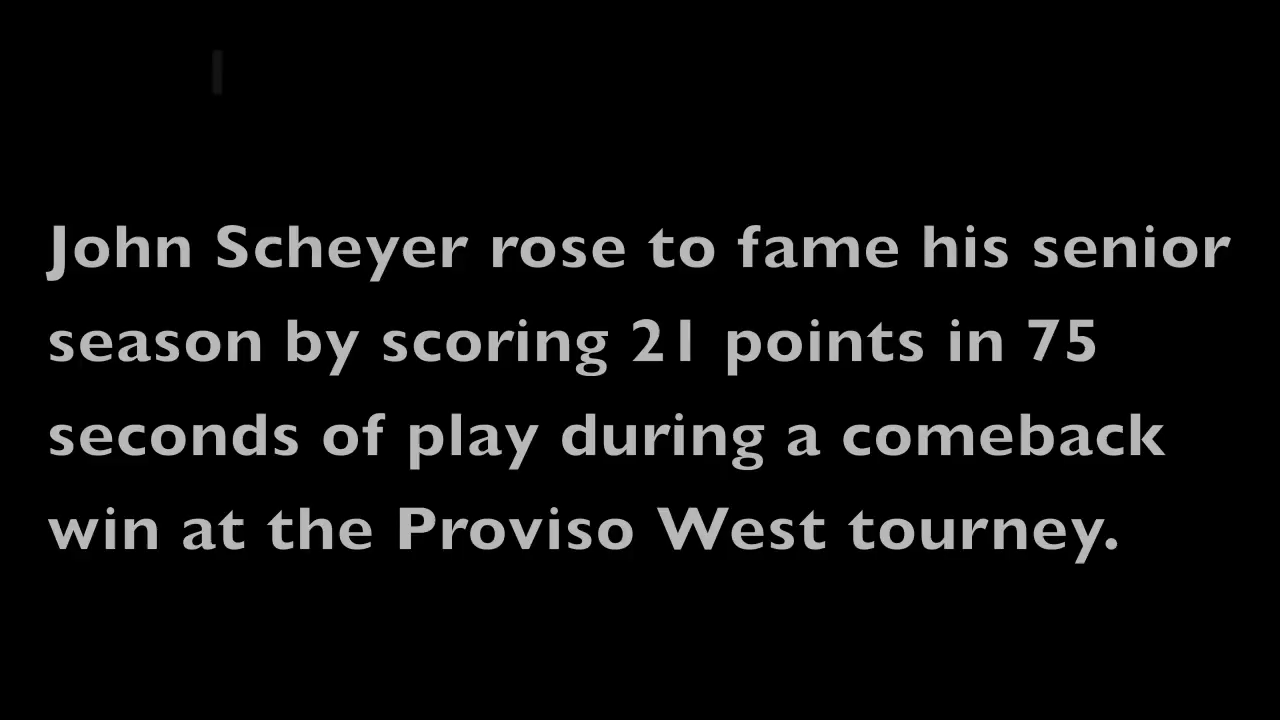 John Scheyer rose to fame his senior
season by scoring 21 points in 75
seconds of play during a comeback
win at the Proviso West tourney.